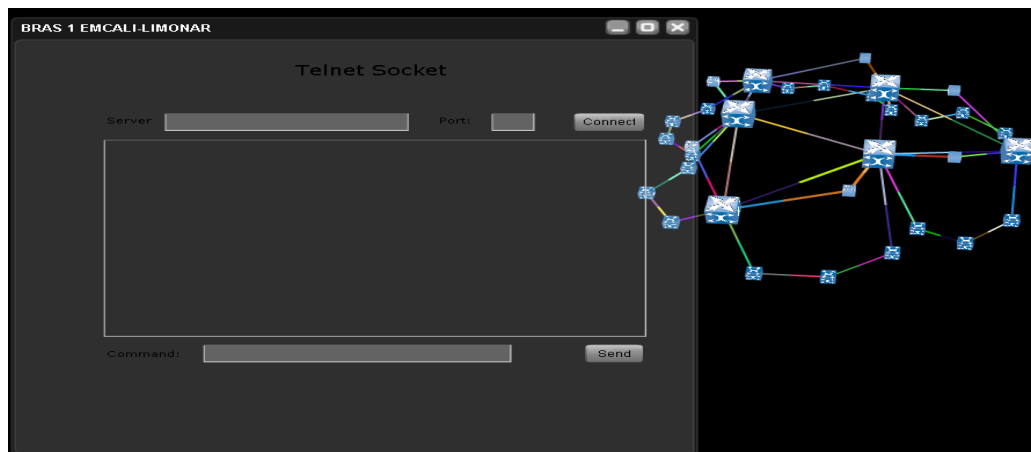 BRAS 1 EMCALI-LIMONAR
Telnet Socket
Server Port: Connect
Command: Send